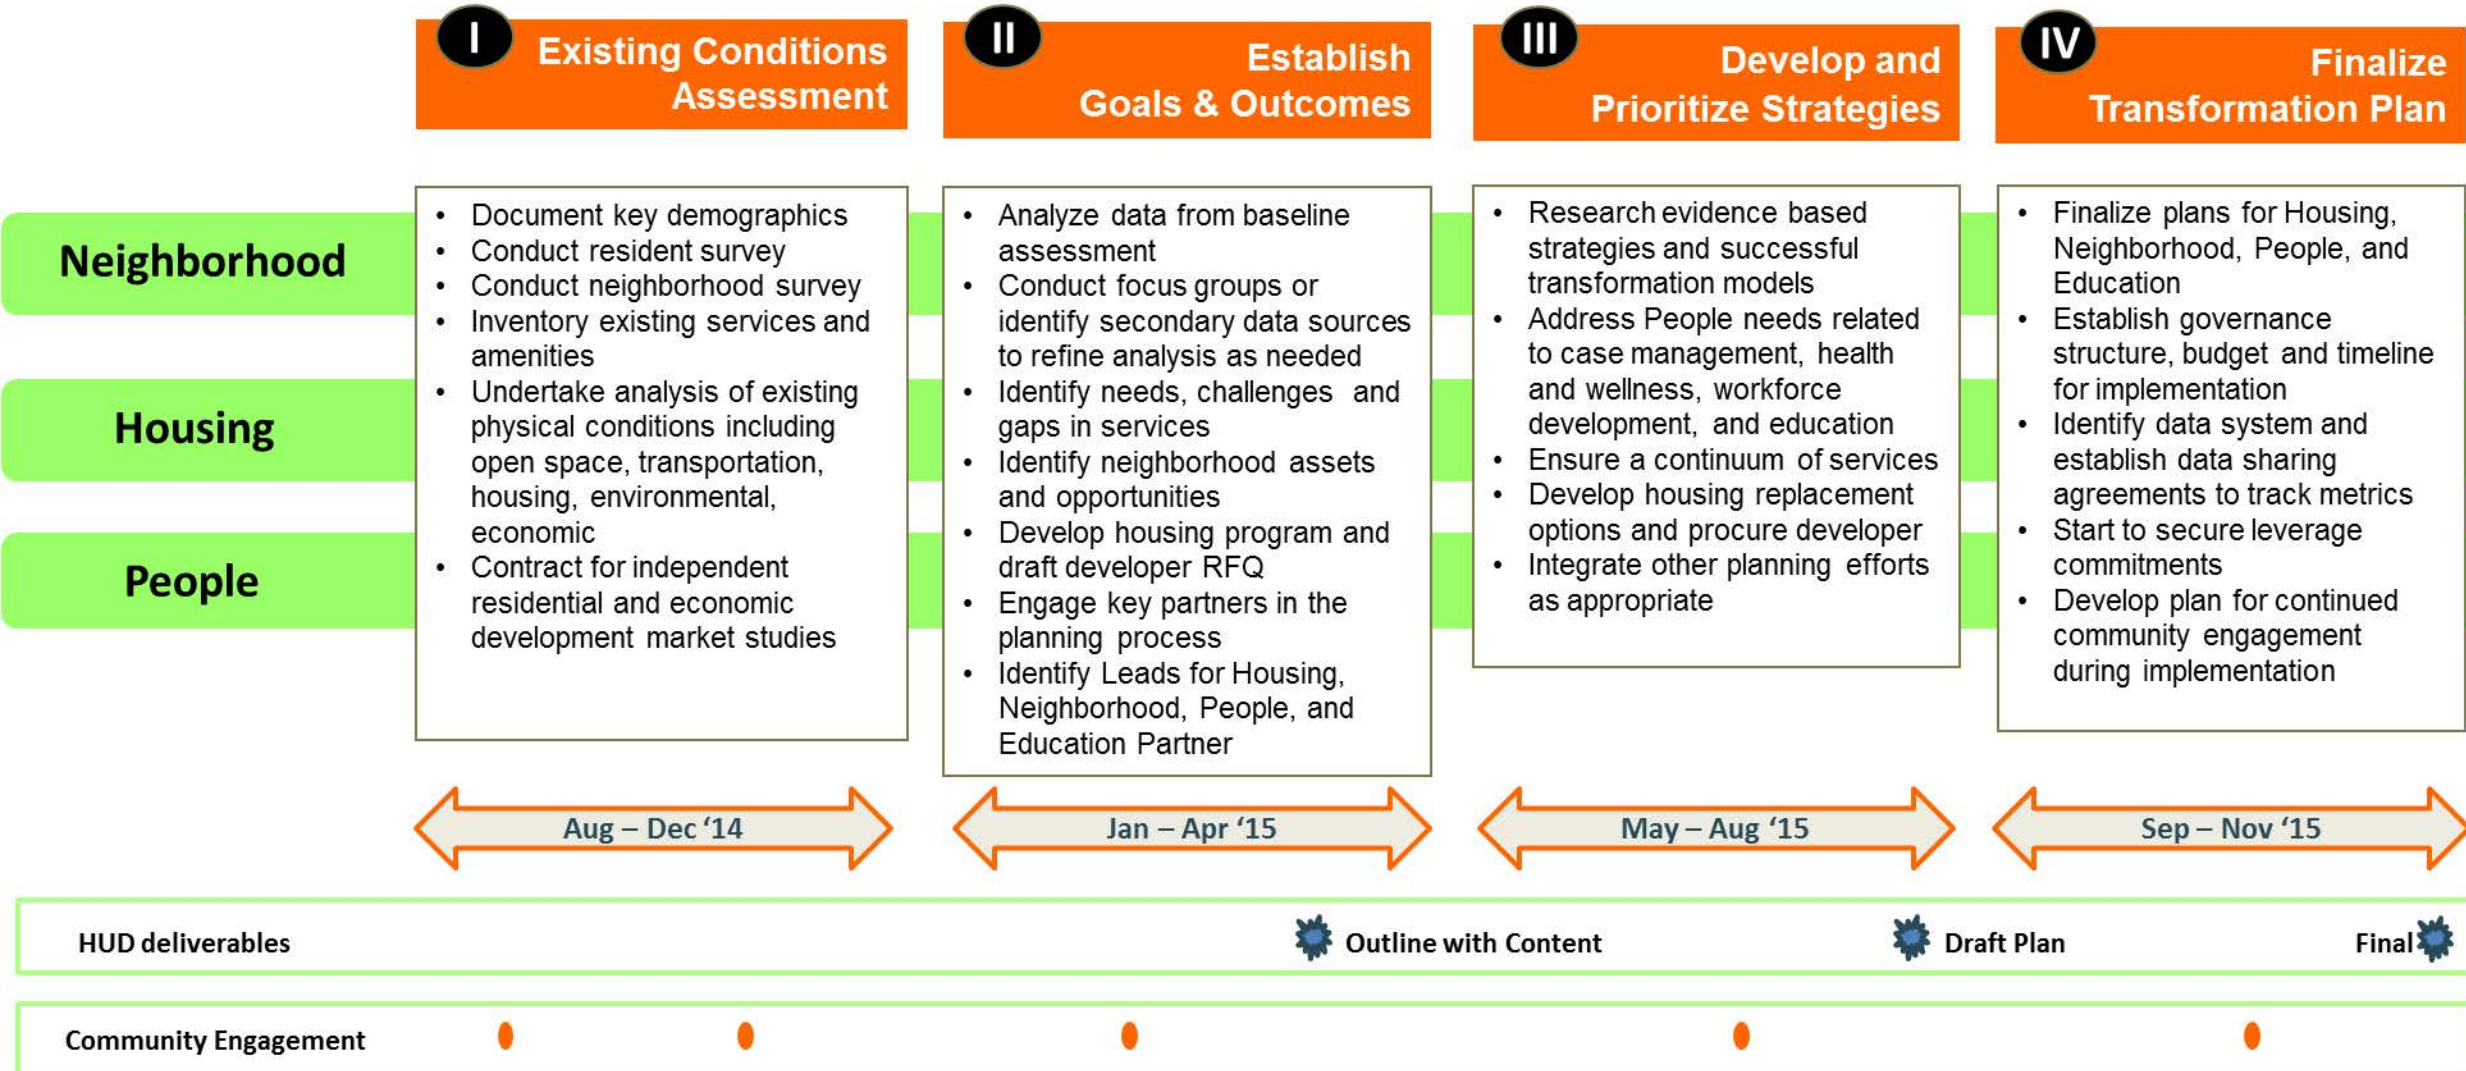 I
Existing Conditions
Assessment
II
Establish
Goals & Outcomes
III
Develop and
Prioritize Strategies
IV
Finalize
Transformation Plan
Neighborhood
Housing
People
• Document key demographics
• Conduct resident survey
• Conduct neighborhood survey
• Inventory existing services and
amenities
• Undertake analysis of existing
physical conditions including
open space, transportation,
housing, environmental,
economic
• Contract for independent
residential and economic
development market studies
• Analyze data from baseline
assessment
• Conduct focus groups or
identify secondary data sources
to refine analysis as needed
• Identify needs, challenges and
gaps in services
• Identify neighborhood assets
and opportunities
• Develop housing program and
draft developer RFQ
• Engage key partners in the
planning process
• Identify Leads for Housing,
Neighborhood, People, and
Education Partner
• Research evidence based
strategies and successful
transformation models
• Address People needs related
to case management, health
and wellness, workforce
development, and education
• Ensure a continuum of services
• Develop housing replacement
options and procure developer
• Integrate other planning efforts
as appropriate
• Finalize plans for Housing,
Neighborhood, People, and
Education
• Establish governance
structure, budget and timeline
for implementation
• Identify data system and
establish data sharing
agreements to track metrics
• Start to secure leverage
commitments
• Develop plan for continued
community engagement
during implementation
Aug – Dec ‘14
Jan – Apr ‘15
May – Aug ‘15
Sep – Nov ‘15
HUD deliverables
Outline with Content
Draft Plan
Final
Community Engagement